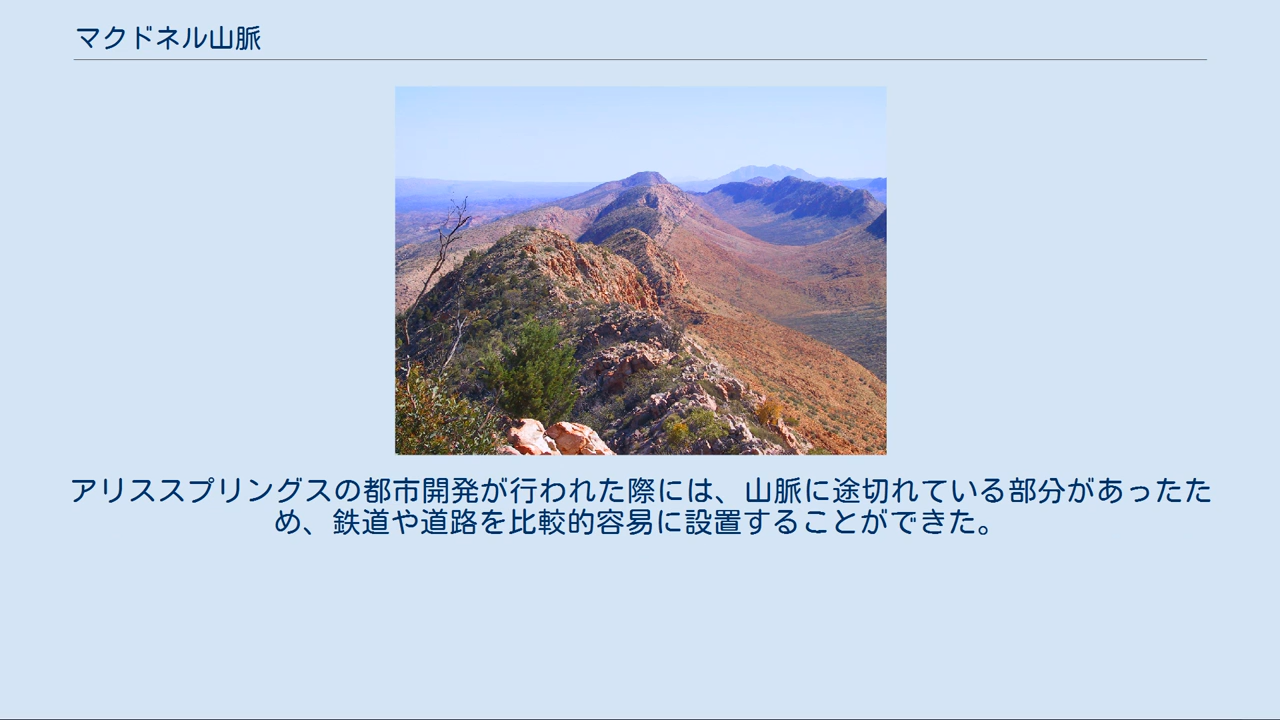 マクドネル山脈
アリススプリングスの都市開発が行われた際には、山脈に途切れている部分があったた
め、鉄道や道路を比較的容易に設置することができた。